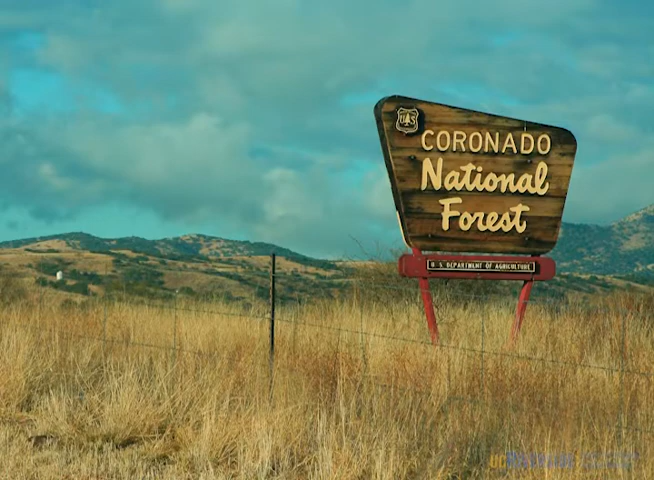 U S
CORONADO
National
Forest
U. S. DEPARTMENT OF AGRICULTURE